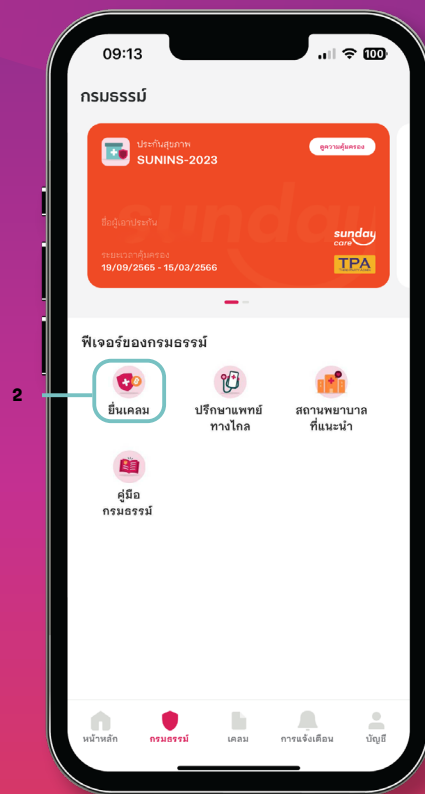 09:13
100
กรมธรรม์
ประกันสุขภาพ
SUNINS-2023
ดูความคุ้มครอง
ชื่อผู้เอาประกัน
sunday
sunday
care
ระยะเวลาคุ้มครอง
19/09/2565 - 15/03/2566
TPA
ฟีเจอร์ของกรมธรรม์
2
ยื่นเคลม
ปรึกษาแพทย์
ทางไกล
สถานพยาบาล
ที่แนะนำ
คู่มือ
กรมธรรม์
หน้าหลัก
กรมธรรม์
เคลม
การแจ้งเตือน
บัญชี